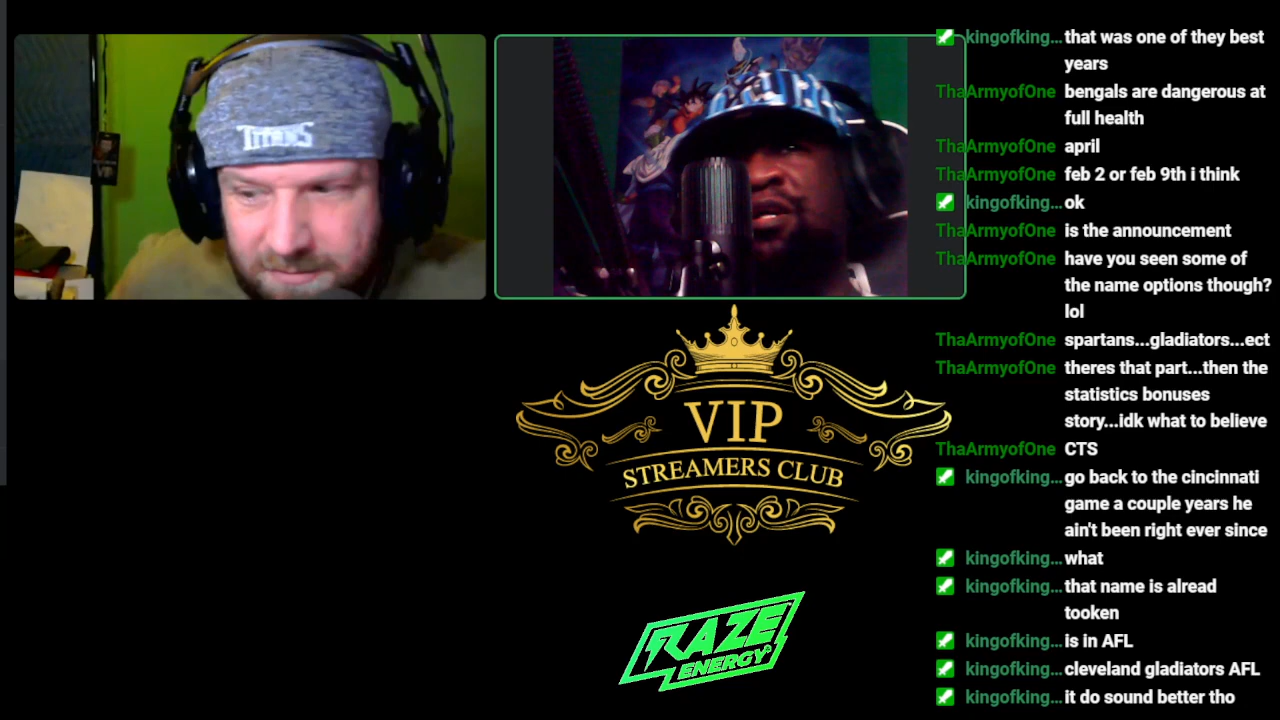 TITANS
VIP
STREAMERS CLUB
RAZE
ENERGY
kingofking... that was one of they best
years
ThaArmyofOne bengals are dangerous at
full health
ThaArmyofOne april
ThaArmyofOne feb 2 or feb 9th i think
kingofking... ok
ThaArmyofOne is the announcement
ThaArmyofOne have you seen some of
the name options though?
lol
ThaArmyofOne spartans...gladiators...ect
ThaArmyofOne theres that part...then the
statistics bonuses
story...idk what to believe
ThaArmyofOne CTS
kingofking... go back to the cincinnati
game a couple years he
ain't been right ever since
kingofking... what
kingofking... that name is alread
tooken
kingofking... is in AFL
kingofking... cleveland gladiators AFL
kingofking... it do sound better tho